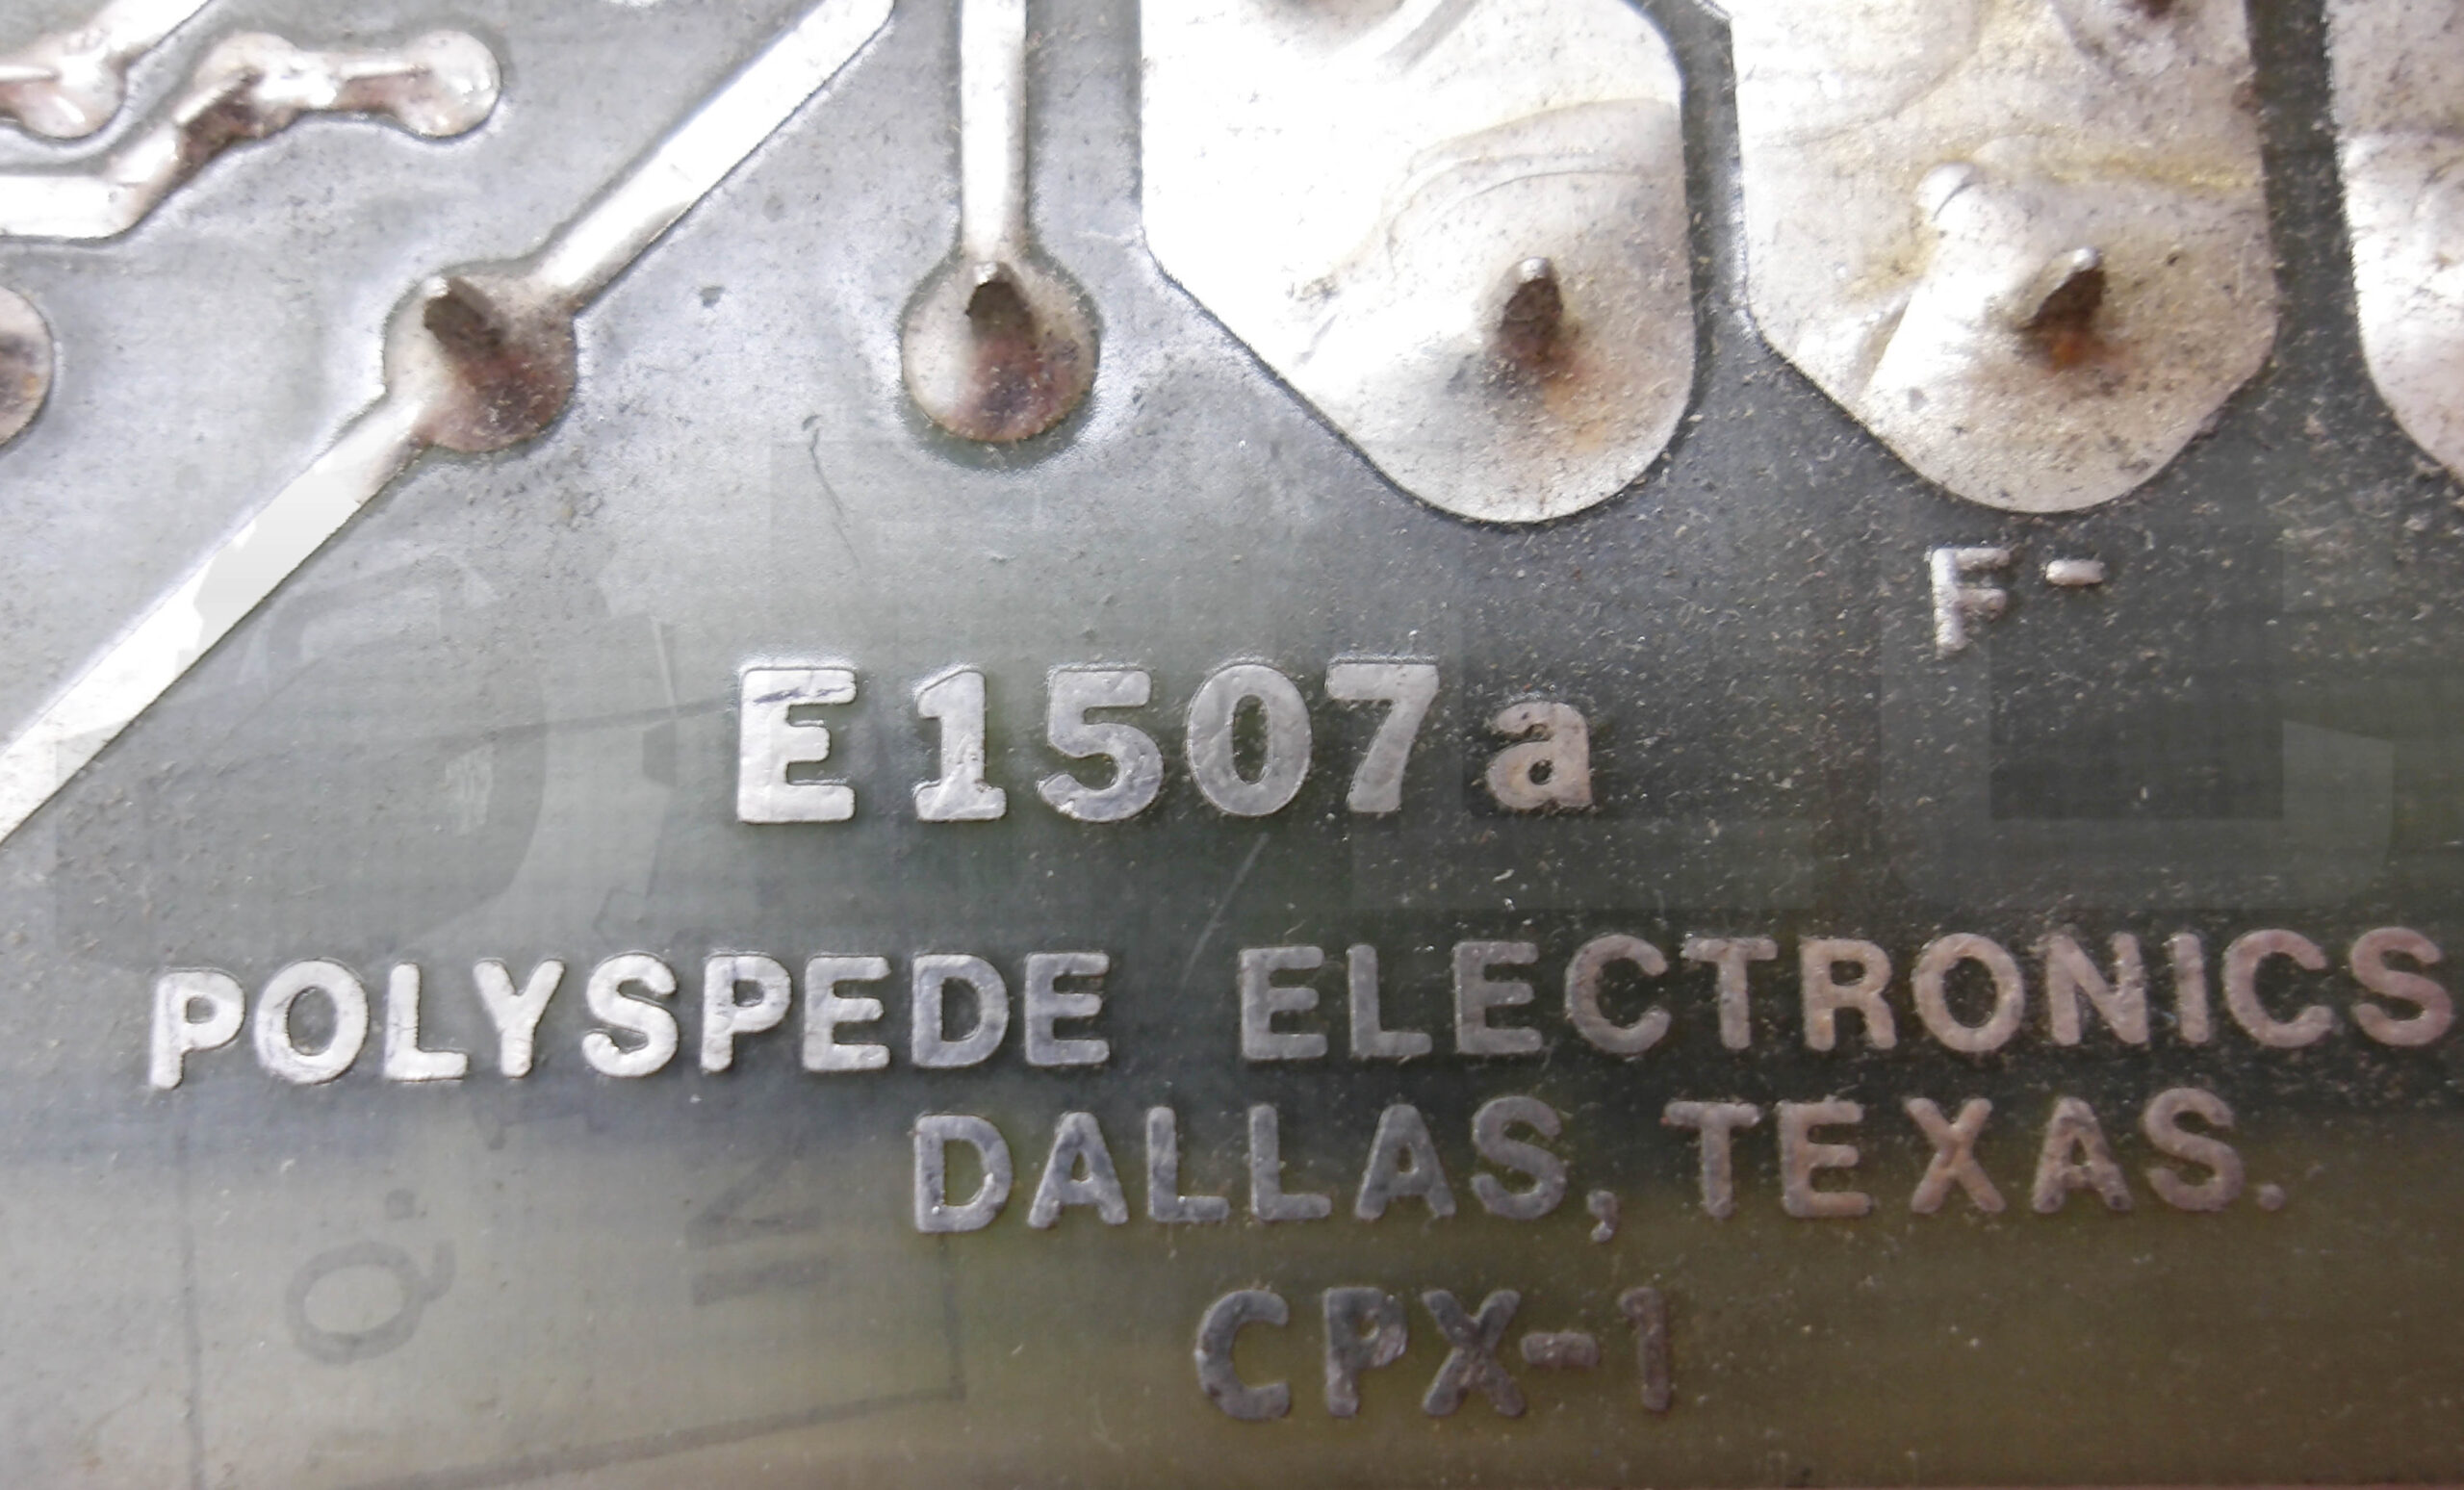 F-
E1507a
POLYSPEDE ELECTRONICS
DALLAS, TEXAS.
CPX-1